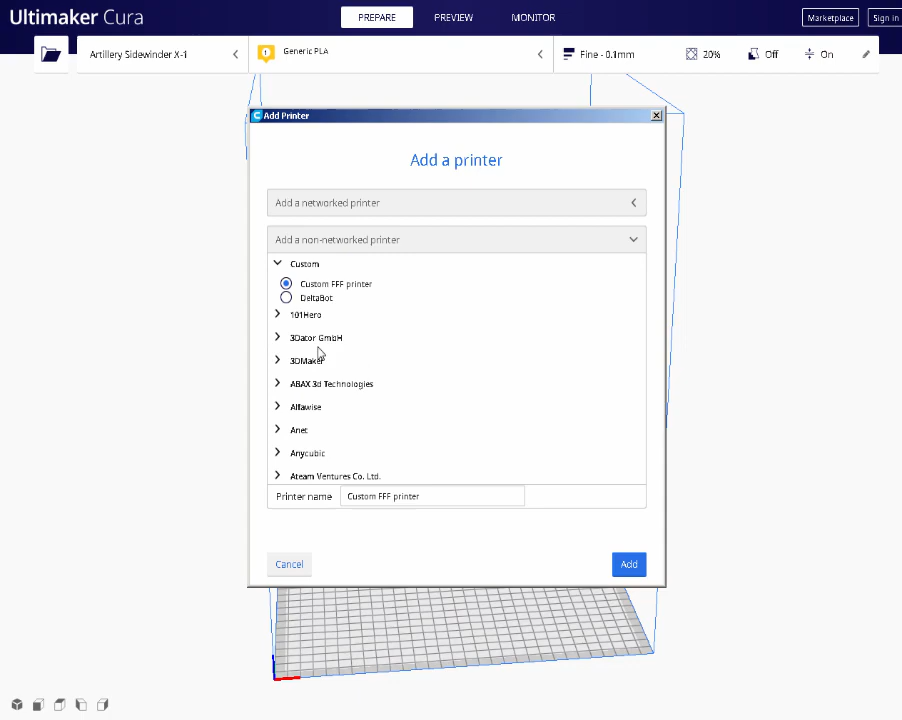 Ultimaker Cura
PREPARE
PREVIEW
MONITOR
Marketplace
Sign in
Artillery Sidewinder X-1
Generic PLA
Fine - 0.1mm
20%
Off
On
Add Printer
Add a printer
Add a networked printer
Add a non-networked printer
Custom
Custom FFF printer
DeltaBot
101Hero
3Dator GmbH
3DMaker
ABAX 3d Technologies
Alfawise
Anet
Anycubic
Ateam Ventures Co. Ltd.
Printer name
Custom FFF printer
Cancel
Add